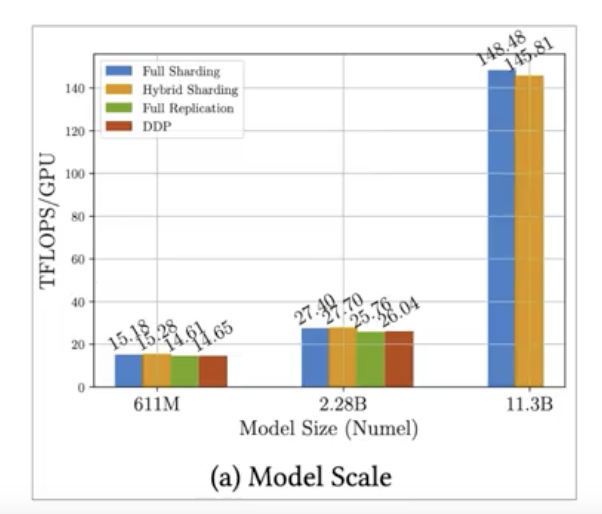 148.48
145.81
Full Sharding
Hybrid Sharding
Full Replication
DDP
TFLOPS/GPU
140
120
100
80
60
40
20
0
27.40
27.70
25.76
26.04
15.18
15.28
14.61
14.65
611M
2.28B
11.3B
Model Size (Numel)
(a) Model Scale